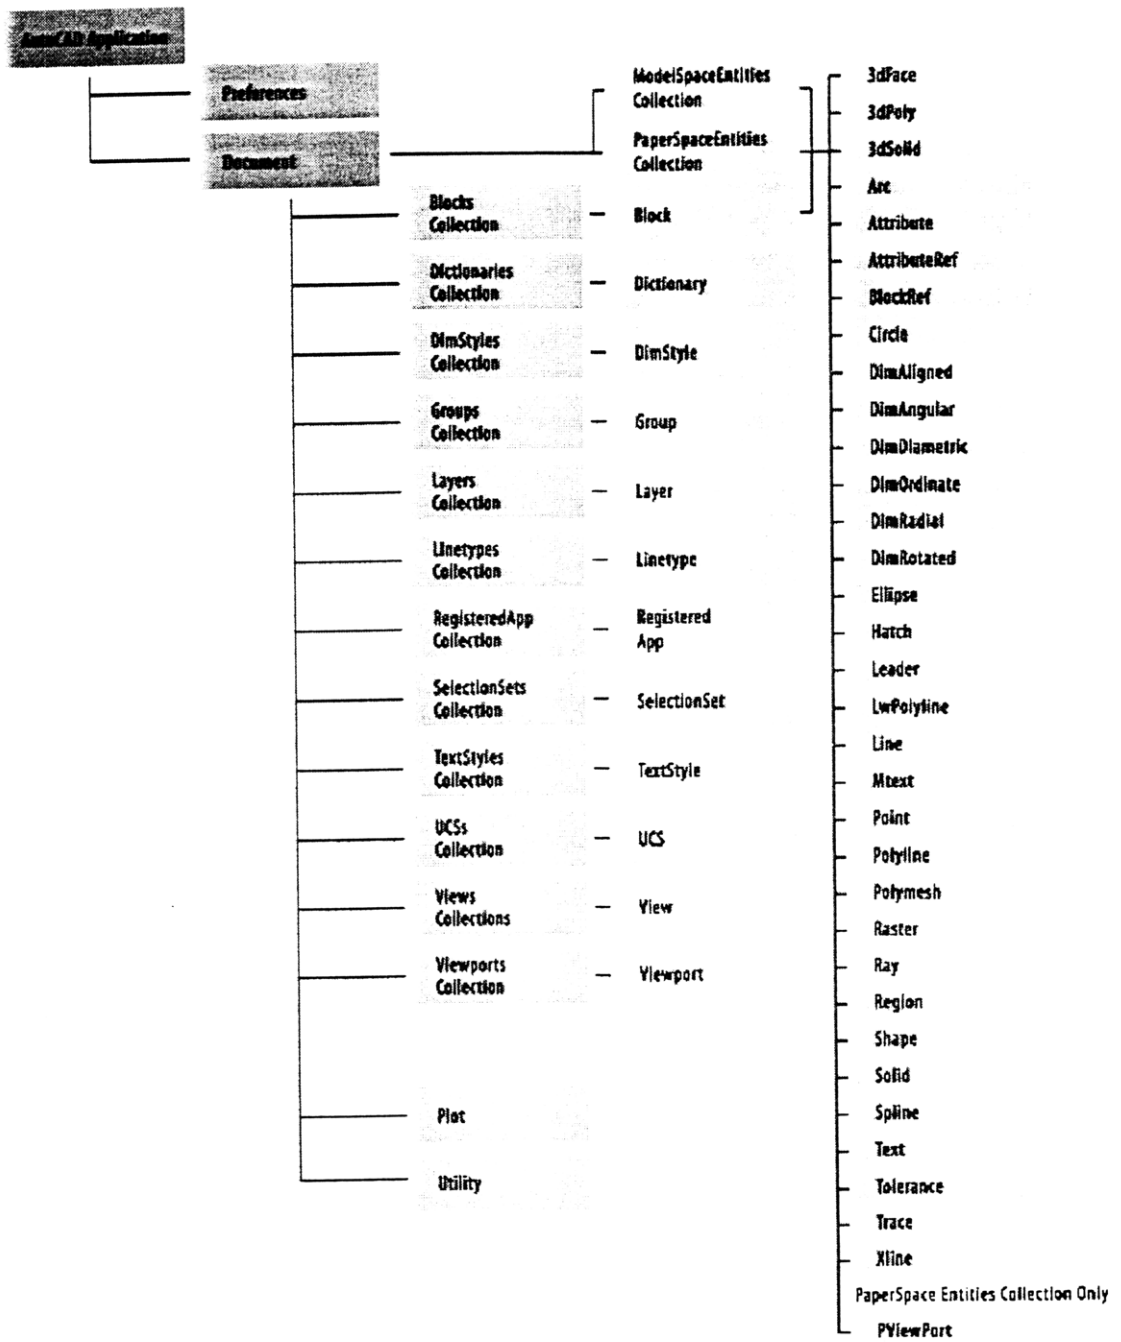 AutoCAD Application
Preferences
Document
ModelSpaceEntities
Collection
PaperSpaceEntities
Collection
Blocks
Collection
Block
Dictionaries
Collection
Dictionary
DimStyles
Collection
DimStyle
Groups
Collection
Group
Layers
Collection
Layer
Linetypes
Collection
Linetype
RegisteredApp
Collection
Registered
App
SelectionSets
Collection
SelectionSet
TextStyles
Collection
TextStyle
UCSs
Collection
UCS
Views
Collections
View
Viewports
Collection
Viewport
Plot
Utility
3dFace
3dPoly
3dSolid
Arc
Attribute
AttributeRef
BlockRef
Circle
DimAligned
DimAngular
DimDiametric
DimOrdinate
DimRadial
DimRotated
Ellipse
Hatch
Leader
LwPolyline
Line
Mtext
Point
Polyline
Polymesh
Raster
Ray
Region
Shape
Solid
Spline
Text
Tolerance
Trace
Xline
PaperSpace Entities Collection Only
PViewPort